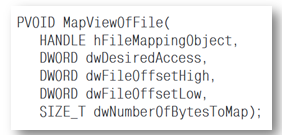 PVOID MapViewOfFile(
HANDLE hFileMappingObject,
DWORD dwDesiredAccess,
DWORD dwFileOffsetHigh,
DWORD dwFileOffsetLow,
SIZE_T dwNumberOfBytesToMap);